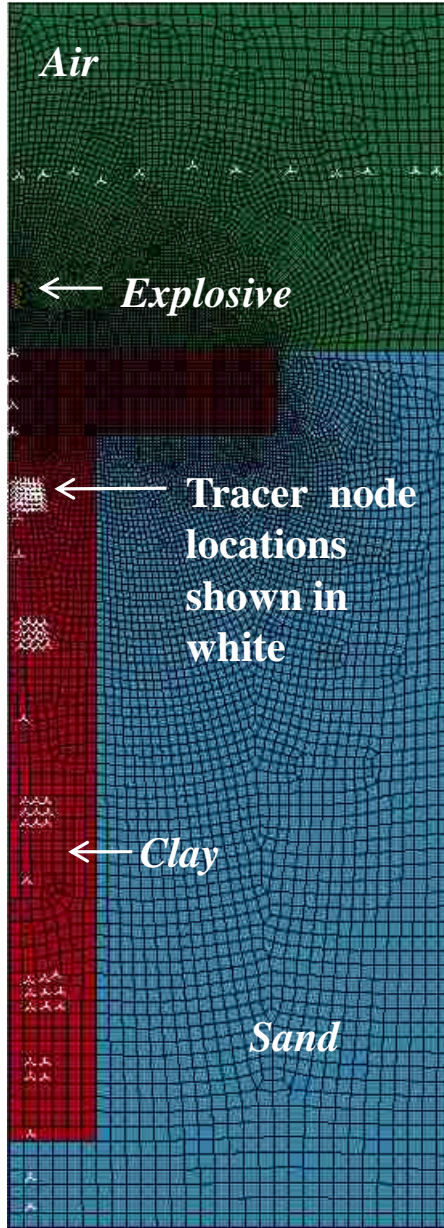 Air
Explosive
Tracer node
locations
shown in
white
Clay
Sand